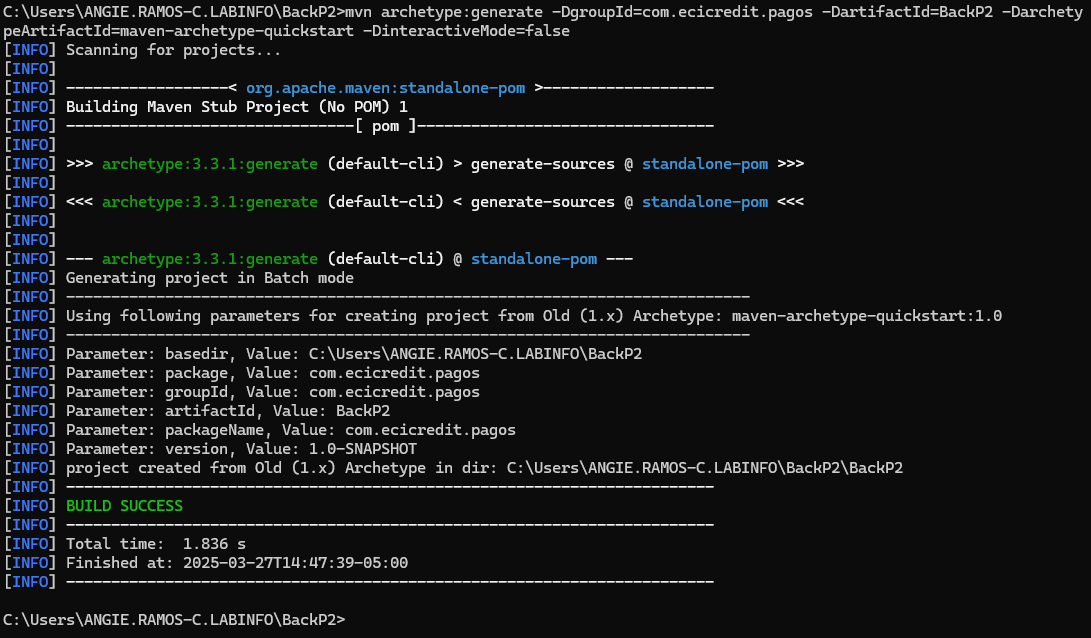 C:\Users\ANGIE.RAMOS-C.LABINFO\BackP2>mvn archetype:generate -DgroupId=com.ecicredit.pagos -DartifactId=BackP2 -Darchety
peArtifactId=maven-archetype-quickstart -DinteractiveMode=false
[INFO] Scanning for projects...
[INFO]
[INFO] ------------------< org.apache.maven:standalone-pom >-------------------
[INFO] Building Maven Stub Project (No POM) 1
[INFO] --------------------------------[ pom ]---------------------------------
[INFO]
[INFO] >>> archetype:3.3.1:generate (default-cli) > generate-sources @ standalone-pom >>>
[INFO]
[INFO] <<< archetype:3.3.1:generate (default-cli) < generate-sources @ standalone-pom <<<
[INFO]
[INFO]
[INFO] --- archetype:3.3.1:generate (default-cli) @ standalone-pom ---
[INFO] Generating project in Batch mode
[INFO] ----------------------------------------------------------------------------
[INFO] Using following parameters for creating project from Old (1.x) Archetype: maven-archetype-quickstart:1.0
[INFO] ----------------------------------------------------------------------------
[INFO] Parameter: basedir, Value: C:\Users\ANGIE.RAMOS-C.LABINFO\BackP2
[INFO] Parameter: package, Value: com.ecicredit.pagos
[INFO] Parameter: groupId, Value: com.ecicredit.pagos
[INFO] Parameter: artifactId, Value: BackP2
[INFO] Parameter: packageName, Value: com.ecicredit.pagos
[INFO] Parameter: version, Value: 1.0-SNAPSHOT
[INFO] project created from Old (1.x) Archetype in dir: C:\Users\ANGIE.RAMOS-C.LABINFO\BackP2\BackP2
[INFO] ------------------------------------------------------------------------
[INFO] BUILD SUCCESS
[INFO] ------------------------------------------------------------------------
[INFO] Total time:  1.836 s
[INFO] Finished at: 2025-03-27T14:47:39-05:00
[INFO] ------------------------------------------------------------------------
C:\Users\ANGIE.RAMOS-C.LABINFO\BackP2>